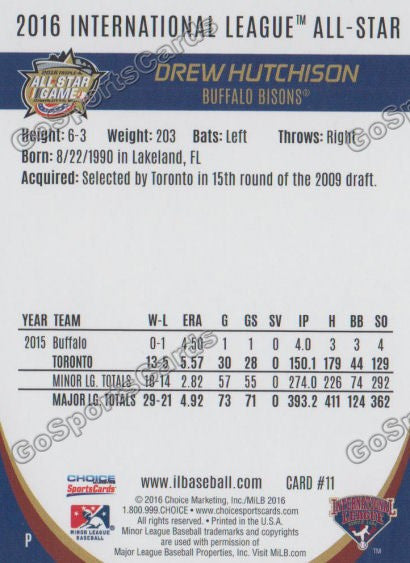 2016 INTERNATIONAL LEAGUE™ ALL-STAR
2016 TRIPLE-A
ALL-STAR
GAME
DREW HUTCHISON
BUFFALO BISONS®
Height: 6-3 Weight: 203 Bats: Left Throws: Right
Born: 8/22/1990 in Lakeland, FL
Acquired: Selected by Toronto in 15th round of the 2009 draft.
YEAR TEAM W-L ERA G GS SV IP H BB SO
2015 Buffalo 0-1 4.50 1 1 0 4.0 3 3 4
TORONTO 13-5 5.57 30 28 0 150.1 179 44 129
MINOR LG. TOTALS 18-14 2.82 57 55 0 274.0 226 74 292
MAJOR LG. TOTALS 29-21 4.92 73 71 0 393.2 411 124 362
CHOICE
SportsCards
www.ilbaseball.com CARD #11
© 2016 Choice Marketing, Inc./MiLB 2016
1.800.999.CHOICE • www.choicesportscards.com
All rights reserved. • Printed in the U.S.A.
Minor League Baseball trademarks and copyrights
are used with permission of
Major League Baseball Properties, Inc. Visit MiLB.com.
MINOR LEAGUE
BASEBALL
INTERNATIONAL
LEAGUE
TM
P
GoSportsCards
GoSportsCards
GoSportsCards
GoSportsCards